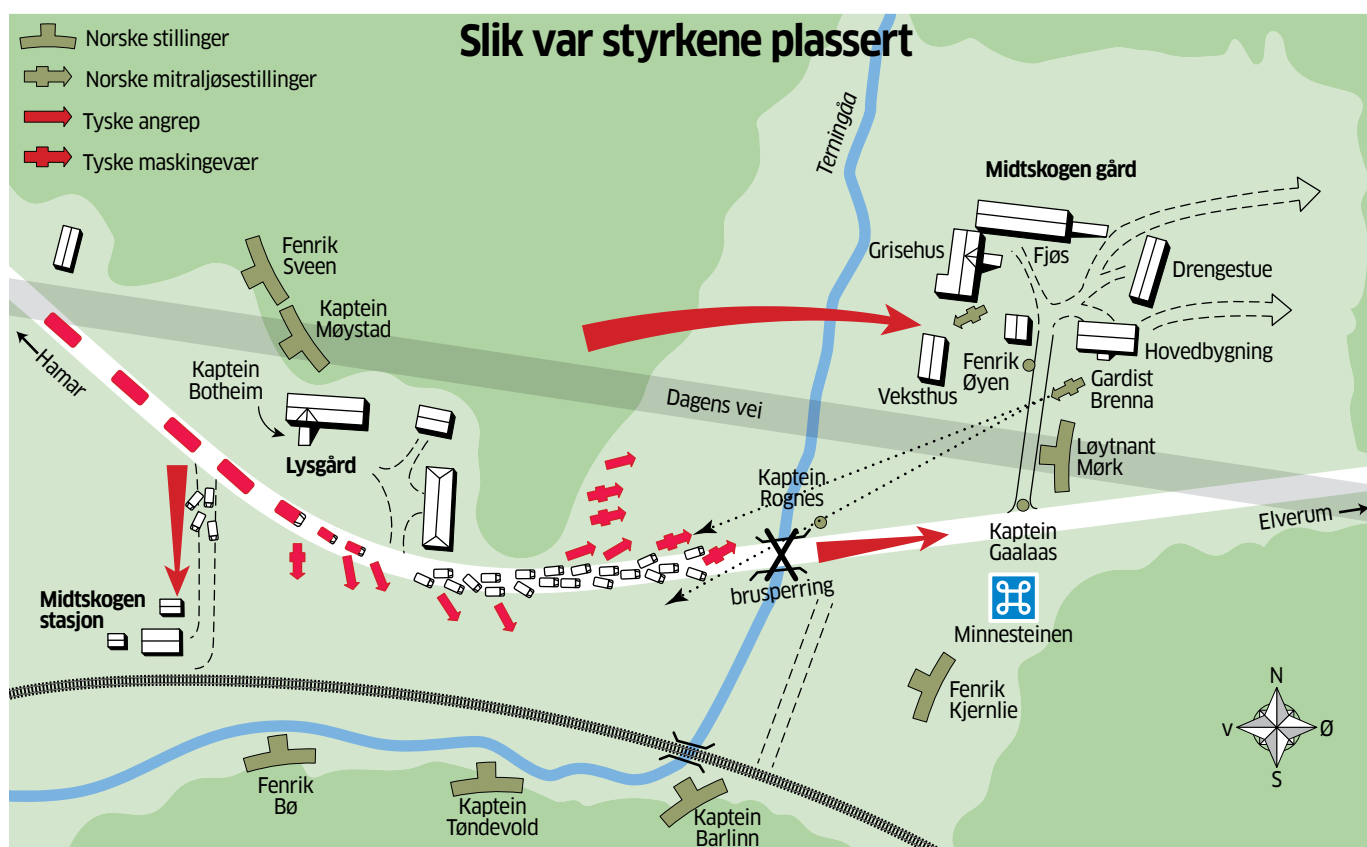 Slik var styrkene plassert
Norske stillinger
Norske mitraljøsestillinger
Tyske angrep
Tyske maskingevær
Terningåa
Midtskogen gård
Grisehus
Fjøs
Drengestue
Hovedbygning
Veksthus
Fenrik
Øyen
Gardist
Brenna
Fenrik
Sveen
Kaptein
Møystad
Kaptein
Botheim
Hamar
Lysgård
Dagens vei
Løytnant
Mørk
Kaptein
Rognes
Kaptein
Gaalaas
Elverum
brusperring
Minnesteinen
Midtskogen
stasjon
Fenrik
Kjernlie
Fenrik
Bø
Kaptein
Tøndevold
Kaptein
Barlinn
N
V
Ø
S